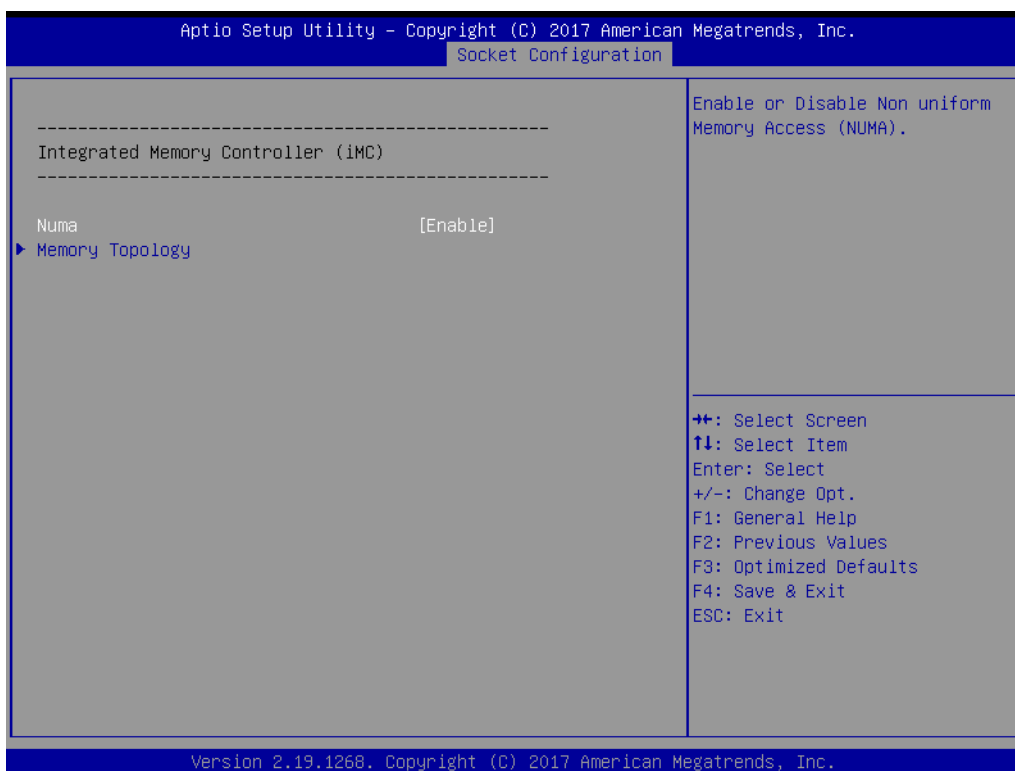 Aptio Setup Utility – Copyright (C) 2017 American Megatrends, Inc.
Socket Configuration
--------------------------------------------------
Integrated Memory Controller (iMC)
--------------------------------------------------
Numa [Enable]
Memory Topology
Enable or Disable Non uniform
Memory Access (NUMA).
→←: Select Screen
↑↓: Select Item
Enter: Select
+/-: Change Opt.
F1: General Help
F2: Previous Values
F3: Optimized Defaults
F4: Save & Exit
ESC: Exit
Version 2.19.1268. Copyright (C) 2017 American Megatrends, Inc.